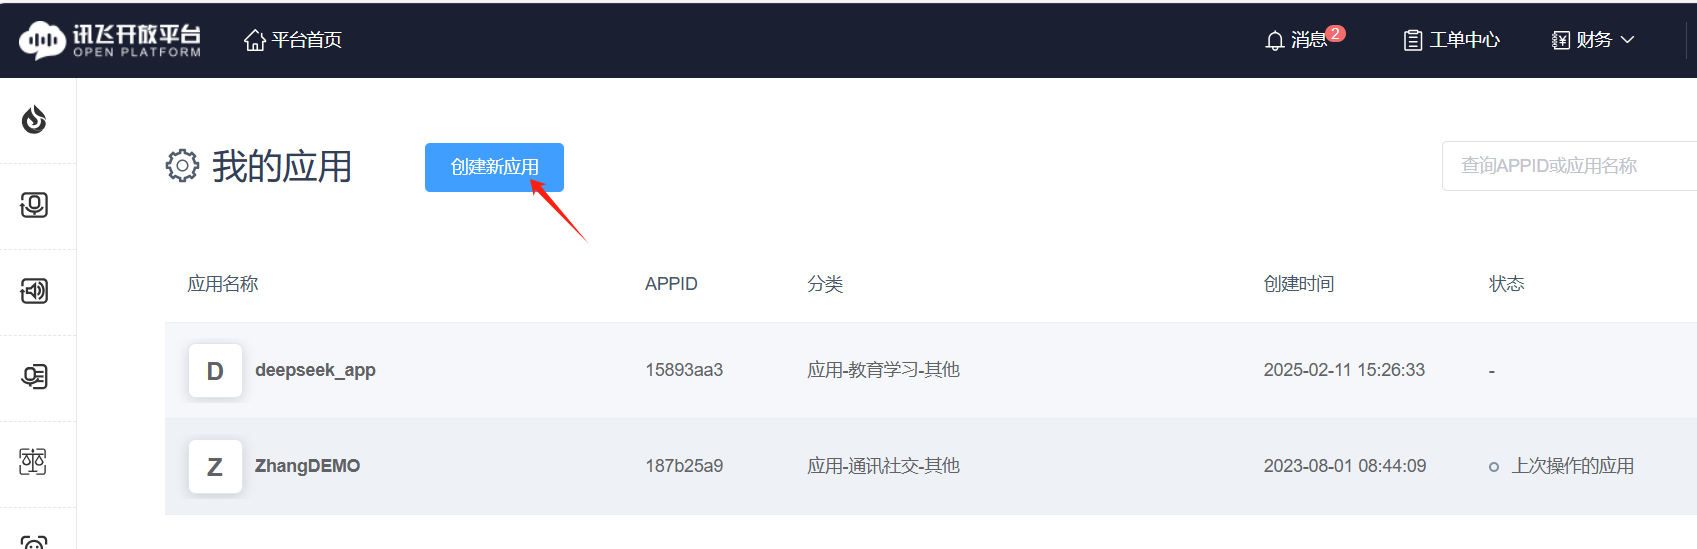 讯飞开放平台
OPEN PLATFORM
平台首页
消息 2
工单中心
财务
我的应用
创建新应用
查询APPID或应用名称
应用名称 APPID 分类 创建时间 状态
D deepseek_app 15893aa3 应用-教育学习-其他 2025-02-11 15:26:33 -
Z ZhangDEMO 187b25a9 应用-通讯社交-其他 2023-08-01 08:44:09 上次操作的应用